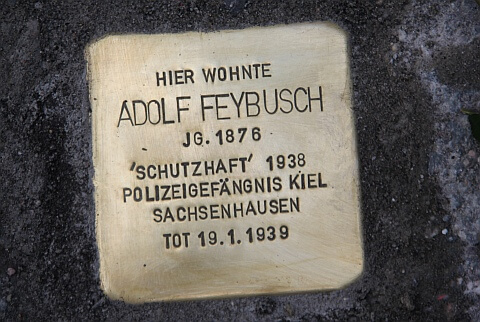 HIER WOHNTE
ADOLF FEYBUSCH
JG. 1876
'SCHUTZHAFT' 1938
POLIZEIGEFÄNGNIS KIEL
SACHSENHAUSEN
TOT 19.1.1939